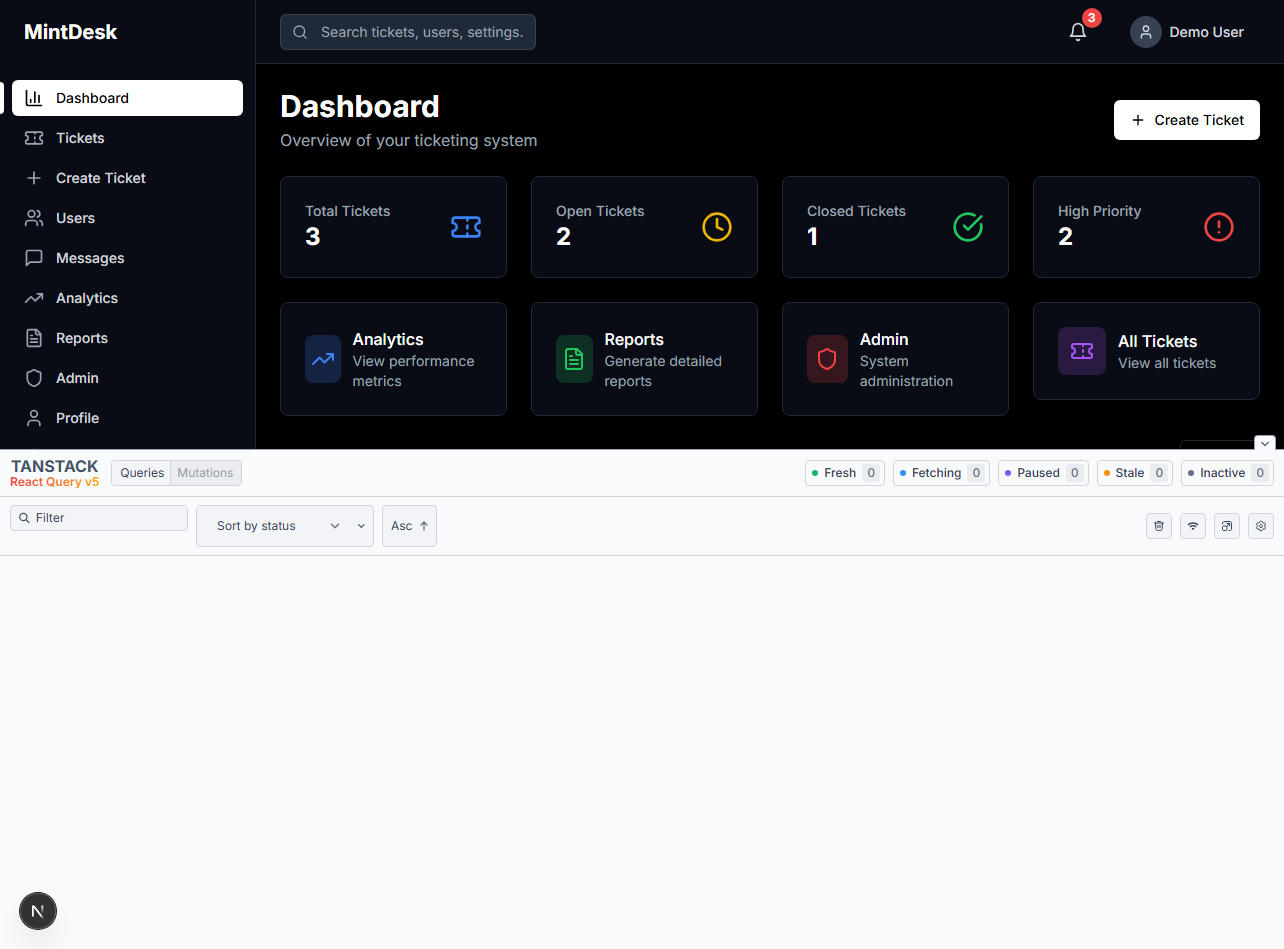 MintDesk
Search tickets, users, settings.
3
Demo User
Dashboard
Tickets
Create Ticket
Users
Messages
Analytics
Reports
Admin
Profile
Dashboard
Overview of your ticketing system
Create Ticket
Total Tickets
3
Open Tickets
2
Closed Tickets
1
High Priority
2
Analytics
View performance
metrics
Reports
Generate detailed
reports
Admin
System
administration
All Tickets
View all tickets
TANSTACK
React Query v5
Queries
Mutations
Fresh 0
Fetching 0
Paused 0
Stale 0
Inactive 0
Filter
Sort by status
Asc
N